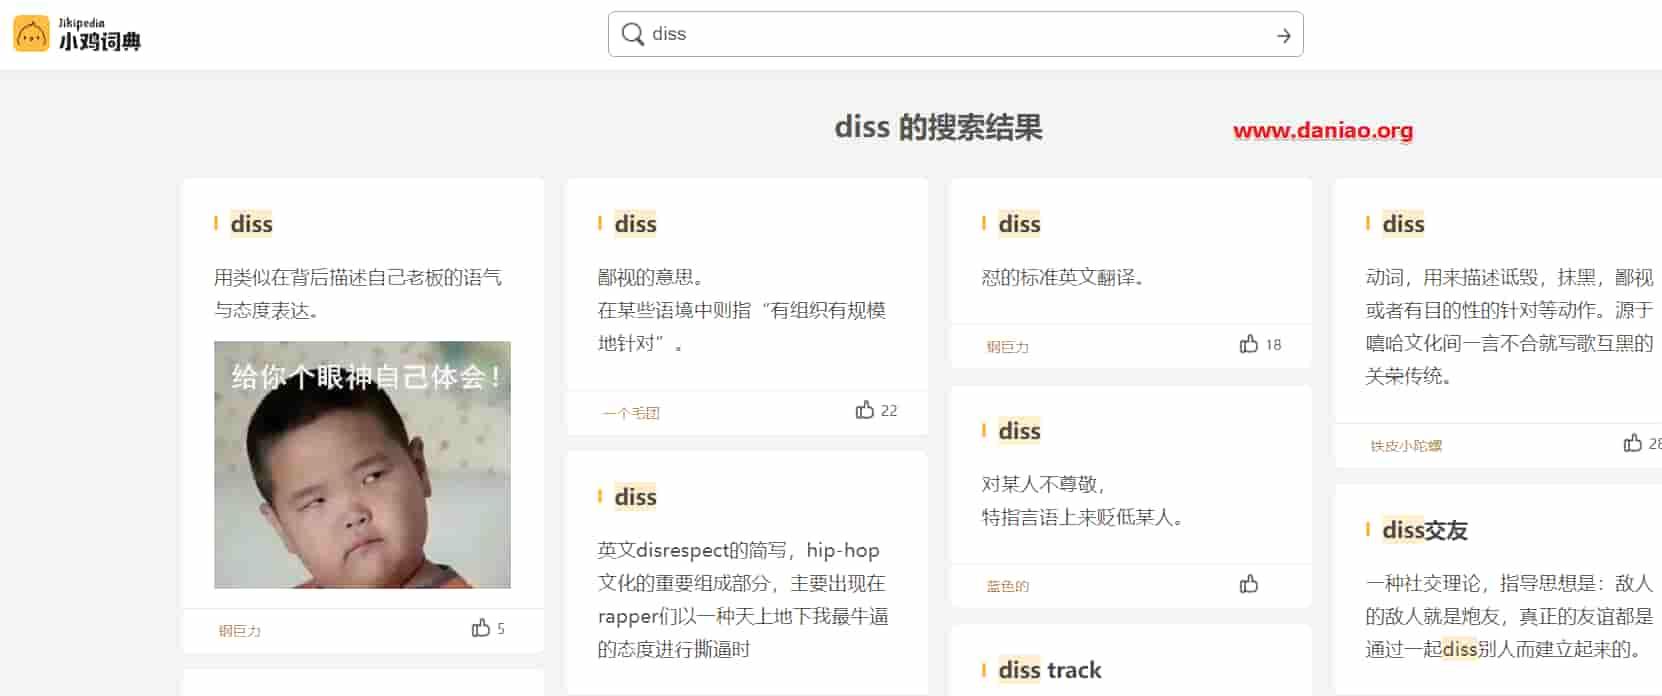 Jikipedia
小鸡词典
diss
diss 的搜索结果
www.daniao.org
diss
用类似在背后描述自己老板的语气
与态度表达。
给你个眼神自己体会！
钢巨力
5
diss
鄙视的意思。
在某些语境中则指“有组织有规模
地针对”。
一个毛团
22
diss
英文disrespect的简写，hip-hop
文化的重要组成部分，主要出现在
rapper们以一种天上地下我最牛逼
的态度进行撕逼时
diss
怼的标准英文翻译。
钢巨力
18
diss
对某人不尊敬，
特指言语上来贬低某人。
蓝色的
diss track
diss
动词，用来描述诋毁，抹黑，鄙视
或者有目的性的针对等动作。源于
嘻哈文化间一言不合就写歌互黑的
关荣传统。
铁皮小陀螺
28
diss交友
一种社交理论，指导思想是：敌人
的敌人就是炮友，真正的友谊都是
通过一起diss别人而建立起来的。